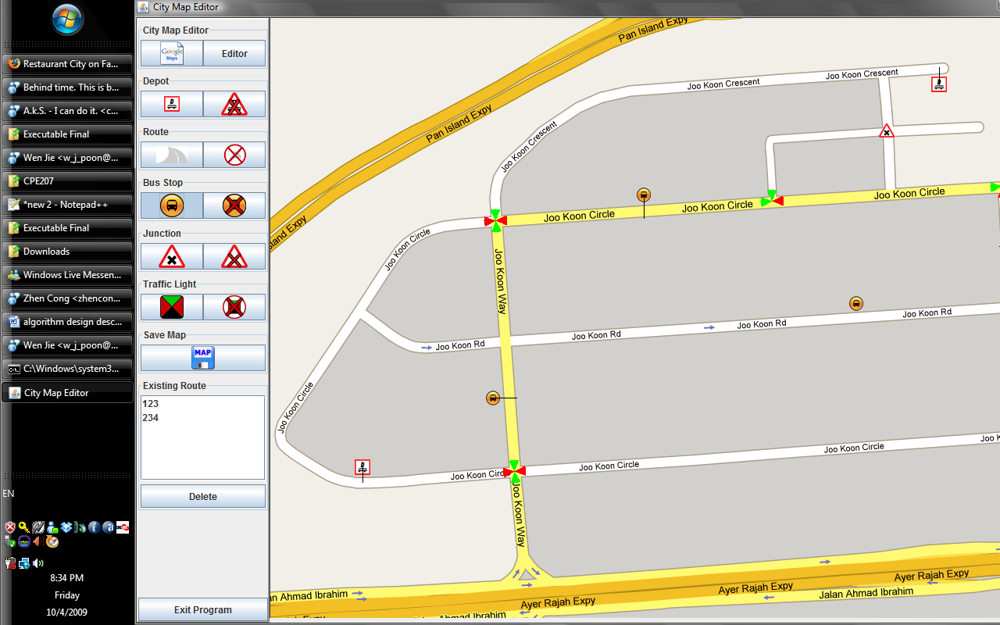 City Map Editor
Restaurant City on Fa...
Behind time. This is b...
A.k.S. - I can do it. <c...
Executable Final
Wen Jie <w_j_poon@...
CPE207
*new 2 - Notepad++
Executable Final
Downloads
Windows Live Messen...
Zhen Cong <zhencon...
algorithm design desc...
Wen Jie <w_j_poon@...
C:\Windows\system3...
City Map Editor
EN
8:34 PM
Friday
10/4/2009
City Map Editor
Google
Maps
Editor
Depot
Route
Bus Stop
Junction
Traffic Light
Save Map
MAP
Existing Route
123
234
Delete
Exit Program
Pan Island Expy
Pan Island Expy
sland Expy
Joo Koon Crescent
Joo Koon Crescent
Joo Koon Crescent
Joo Koon Circle
Joo Koon Circle
Joo Koon Circle
Joo Koon Circle
Joo Koon Way
Joo Koon Rd
Joo Koon Rd
Joo Koon Rd
Joo Koon Rd
Joo Koon Circle
Joo Koon Circle
Joo Koon Circle
Joo Koon Circ
Joo K
Joo Koon Way
an Ahmad Ibrahim
Ayer Rajah Expy
Ayer Rajah Expy
Ayer Rajah Expy
Jalan Ahmad Ibrahim
Ahmad Ibrahim